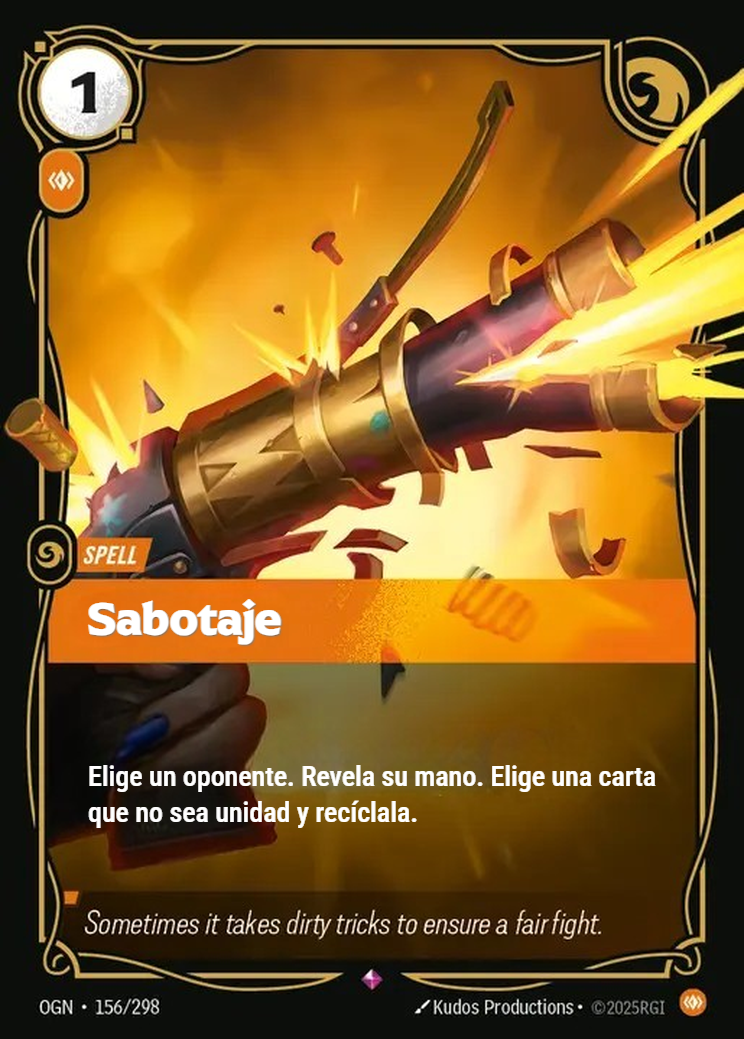 1
SPELL
Sabotaje
Elige un oponente. Revela su mano. Elige una carta
que no sea unidad y recíclala.
Sometimes it takes dirty tricks to ensure a fair fight.
OGN • 156/298
Kudos Productions • ©2025RGI